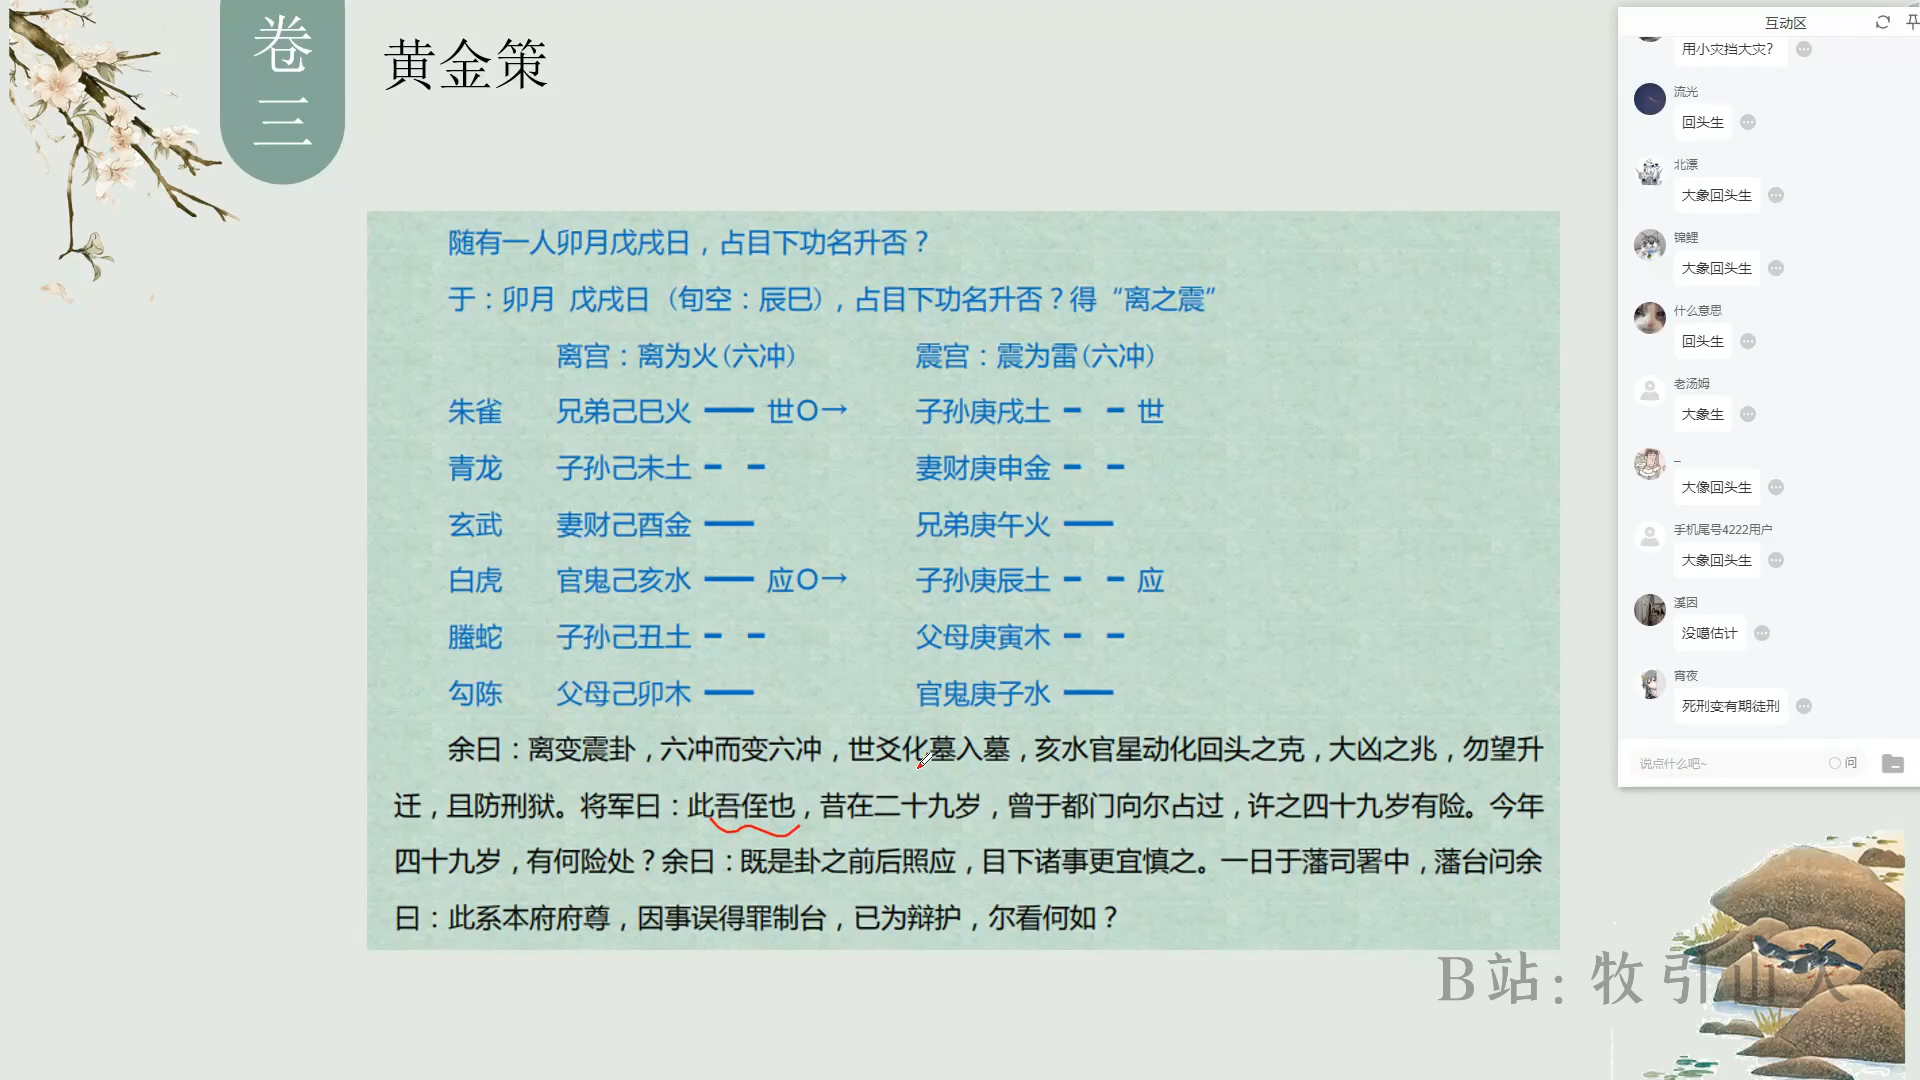 卷三
黄金策
随有一人卯月戊戌日，占目下功名升否？
于：卯月 戊戌日（旬空：辰巳），占目下功名升否？得“离之震”
离宫：离为火(六冲) 震宫：震为雷(六冲)
朱雀 兄弟己巳火 世O→ 子孙庚戌土 世
青龙 子孙己未土 妻财庚申金
玄武 妻财己酉金 兄弟庚午火
白虎 官鬼己亥水 应O→ 子孙庚辰土 应
螣蛇 子孙己丑土 父母庚寅木
勾陈 父母己卯木 官鬼庚子水
余曰：离变震卦，六冲而变六冲，世爻化墓入墓，亥水官星动化回头之克，大凶之兆，勿望升
迁，且防刑狱。将军曰：此吾侄也，昔在二十九岁，曾于都门向尔占过，许之四十九岁有险。今年
四十九岁，有何险处？余曰：既是卦之前后照应，目下诸事更宜慎之。一日于藩司署中，藩台问余
曰：此系本府府尊，因事误得罪制台，已为辩护，尔看何如？
互动区
用小灾挡大灾?
流光
回头生
北漂
大象回头生
锦鲤
大象回头生
什么意思
回头生
老汤姆
大象生
_
大像回头生
手机尾号4222用户
大象回头生
溪因
没噶估计
宵夜
死刑变有期徒刑
说点什么吧~ 问
B站：牧引山人